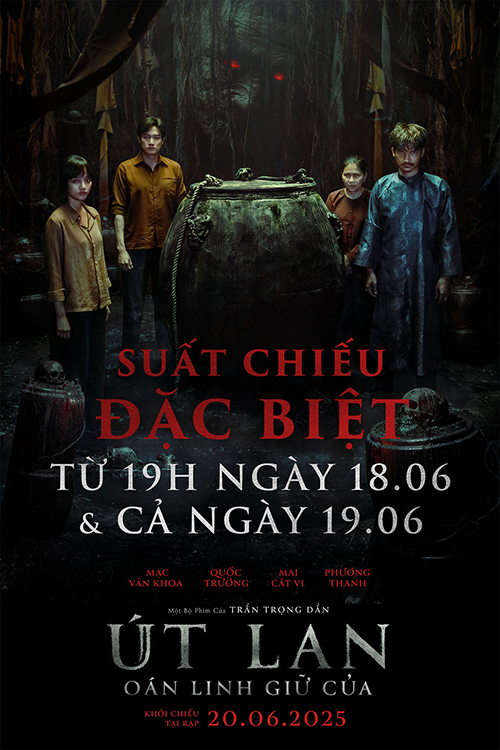 SUẤT CHIẾU
ĐẶC BIỆT
TỪ 19H NGÀY 18.06
& CẢ NGÀY 19.06
MẠC VĂN KHOA
QUỐC TRƯỜNG
MAI CÁT VI
PHƯƠNG THANH
Một Bộ Phim Của TRẦN TRỌNG DẦN
ÚT LAN
OÁN LINH GIỮ CỦA
KHỞI CHIẾU TẠI RẠP 20.06.2025